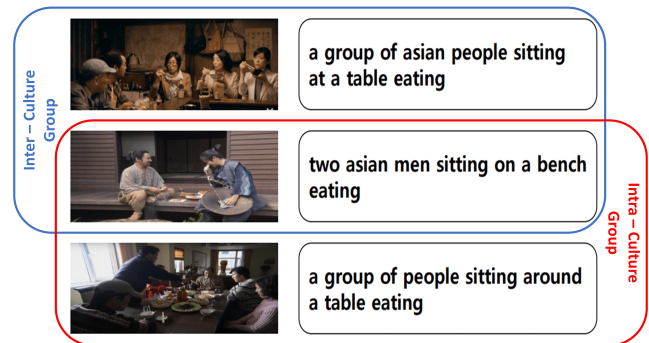 Inter – Culture
Group
a group of asian people sitting
at a table eating
two asian men sitting on a bench
eating
a group of people sitting around
a table eating
Intra – Culture
Group